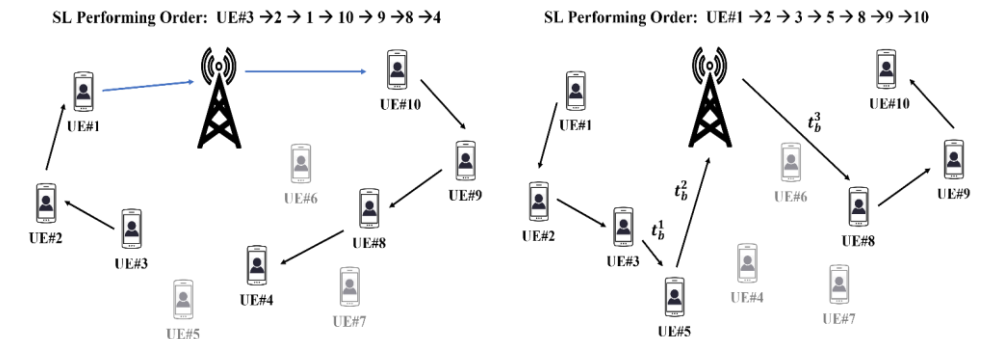 SL Performing Order: UE#3 →2 → 1 → 10 → 9 →8 →4
UE#1
UE#10
UE#6
UE#9
UE#2
UE#8
UE#3
UE#4
UE#7
UE#5
SL Performing Order: UE#1 →2 → 3 → 5 → 8 →9 →10
UE#10
UE#1
t_b^3
UE#6
UE#9
t_b^2
UE#2
t_b^1
UE#8
UE#3
UE#4
UE#7
UE#5